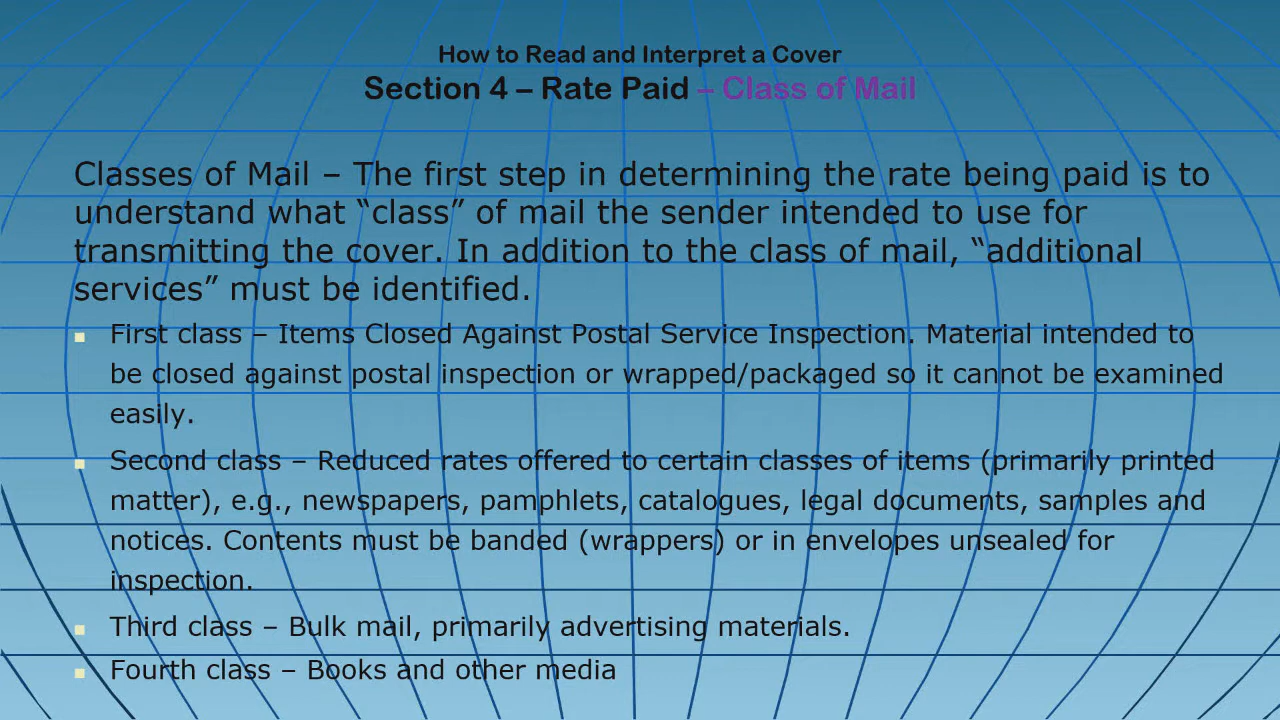 How to Read and Interpret a Cover
Section 4 – Rate Paid – Class of Mail
Classes of Mail – The first step in determining the rate being paid is to
understand what “class” of mail the sender intended to use for
transmitting the cover. In addition to the class of mail, “additional
services” must be identified.
First class – Items Closed Against Postal Service Inspection. Material intended to
be closed against postal inspection or wrapped/packaged so it cannot be examined
easily.
Second class – Reduced rates offered to certain classes of items (primarily printed
matter), e.g., newspapers, pamphlets, catalogues, legal documents, samples and
notices. Contents must be banded (wrappers) or in envelopes unsealed for
inspection.
Third class – Bulk mail, primarily advertising materials.
Fourth class – Books and other media